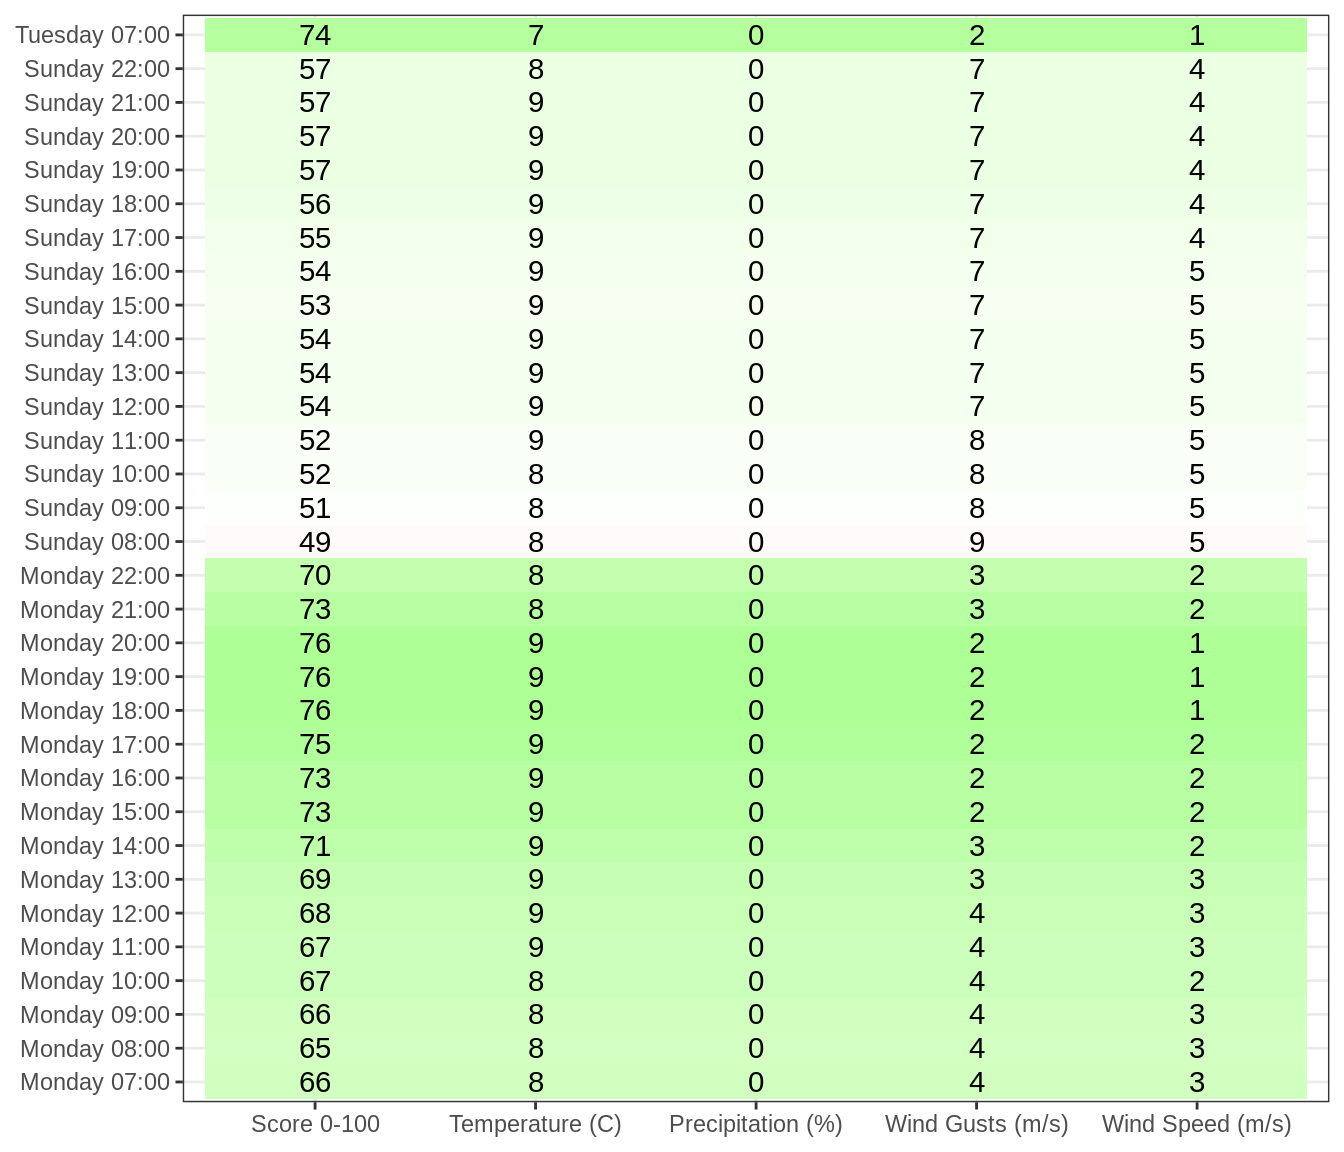 Tuesday 07:00 74 7 0 2 1
Sunday 22:00 57 8 0 7 4
Sunday 21:00 57 9 0 7 4
Sunday 20:00 57 9 0 7 4
Sunday 19:00 57 9 0 7 4
Sunday 18:00 56 9 0 7 4
Sunday 17:00 55 9 0 7 4
Sunday 16:00 54 9 0 7 5
Sunday 15:00 53 9 0 7 5
Sunday 14:00 54 9 0 7 5
Sunday 13:00 54 9 0 7 5
Sunday 12:00 54 9 0 7 5
Sunday 11:00 52 9 0 8 5
Sunday 10:00 52 8 0 8 5
Sunday 09:00 51 8 0 8 5
Sunday 08:00 49 8 0 9 5
Monday 22:00 70 8 0 3 2
Monday 21:00 73 8 0 3 2
Monday 20:00 76 9 0 2 1
Monday 19:00 76 9 0 2 1
Monday 18:00 76 9 0 2 1
Monday 17:00 75 9 0 2 2
Monday 16:00 73 9 0 2 2
Monday 15:00 73 9 0 2 2
Monday 14:00 71 9 0 3 2
Monday 13:00 69 9 0 3 3
Monday 12:00 68 9 0 4 3
Monday 11:00 67 9 0 4 3
Monday 10:00 67 8 0 4 2
Monday 09:00 66 8 0 4 3
Monday 08:00 65 8 0 4 3
Monday 07:00 66 8 0 4 3
Score 0-100 Temperature (C) Precipitation (%) Wind Gusts (m/s) Wind Speed (m/s)